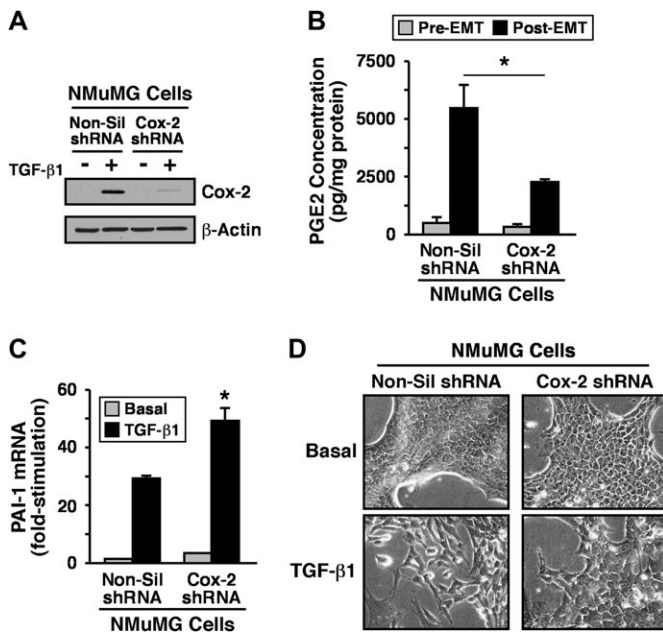 A
NMuMG Cells
Non-Sil shRNA
Cox-2 shRNA
TGF-β1 - + - +
Cox-2
β-Actin
B
Pre-EMT Post-EMT
*
PGE2 Concentration
(pg/mg protein)
7500
5000
2500
0
Non-Sil shRNA
Cox-2 shRNA
NMuMG Cells
C
60
40
20
0
PAI-1 mRNA
(fold-stimulation)
Basal
TGF-β1
*
Non-Sil shRNA
Cox-2 shRNA
NMuMG Cells
D
NMuMG Cells
Non-Sil shRNA Cox-2 shRNA
Basal
TGF-β1